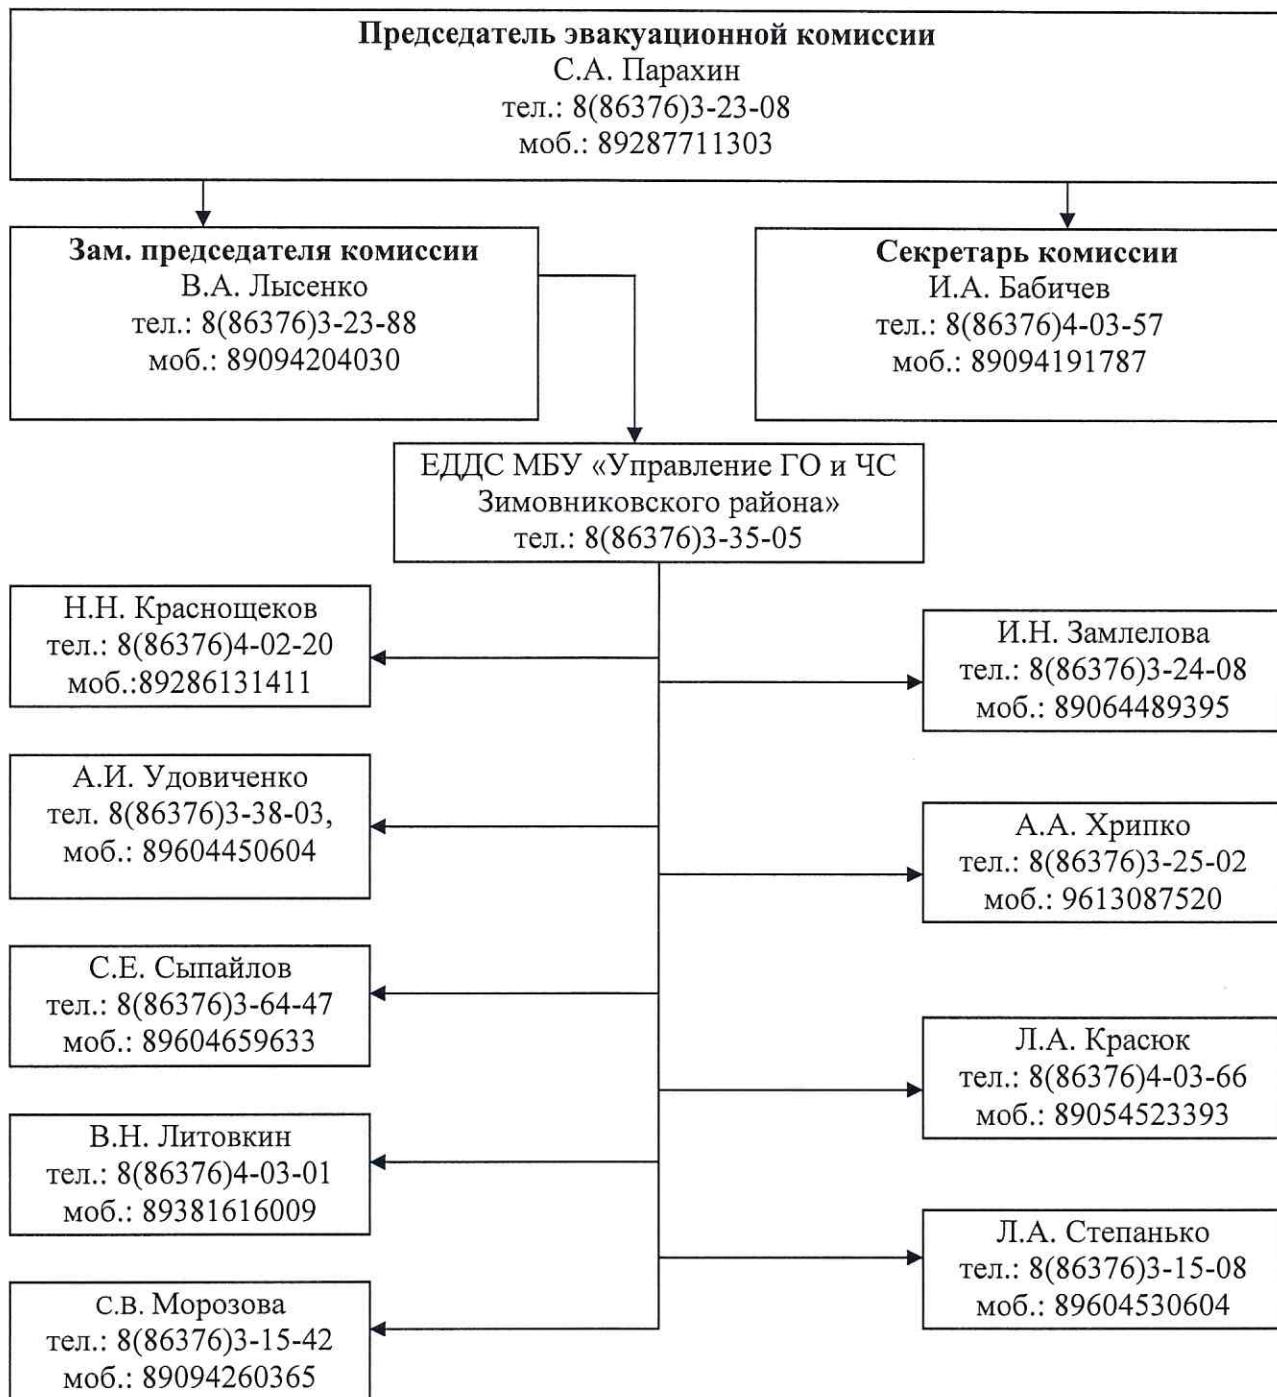 Председатель эвакуационной комиссии
С.А. Парахин
тел.: 8(86376)3-23-08
моб.: 89287711303
Зам. председателя комиссии
В.А. Лысенко
тел.: 8(86376)3-23-88
моб.: 89094204030
Секретарь комиссии
И.А. Бабичев
тел.: 8(86376)4-03-57
моб.: 89094191787
ЕДДС МБУ «Управление ГО и ЧС
Зимовниковского района»
тел.: 8(86376)3-35-05
Н.Н. Краснощеков
тел.: 8(86376)4-02-20
моб.:89286131411
И.Н. Замлелова
тел.: 8(86376)3-24-08
моб.: 89064489395
А.И. Удовиченко
тел. 8(86376)3-38-03,
моб.: 89604450604
А.А. Хрипко
тел.: 8(86376)3-25-02
моб.: 9613087520
С.Е. Сыпайлов
тел.: 8(86376)3-64-47
моб.: 89604659633
Л.А. Красюк
тел.: 8(86376)4-03-66
моб.: 89054523393
В.Н. Литовкин
тел.: 8(86376)4-03-01
моб.: 89381616009
Л.А. Степанько
тел.: 8(86376)3-15-08
моб.: 89604530604
С.В. Морозова
тел.: 8(86376)3-15-42
моб.: 89094260365